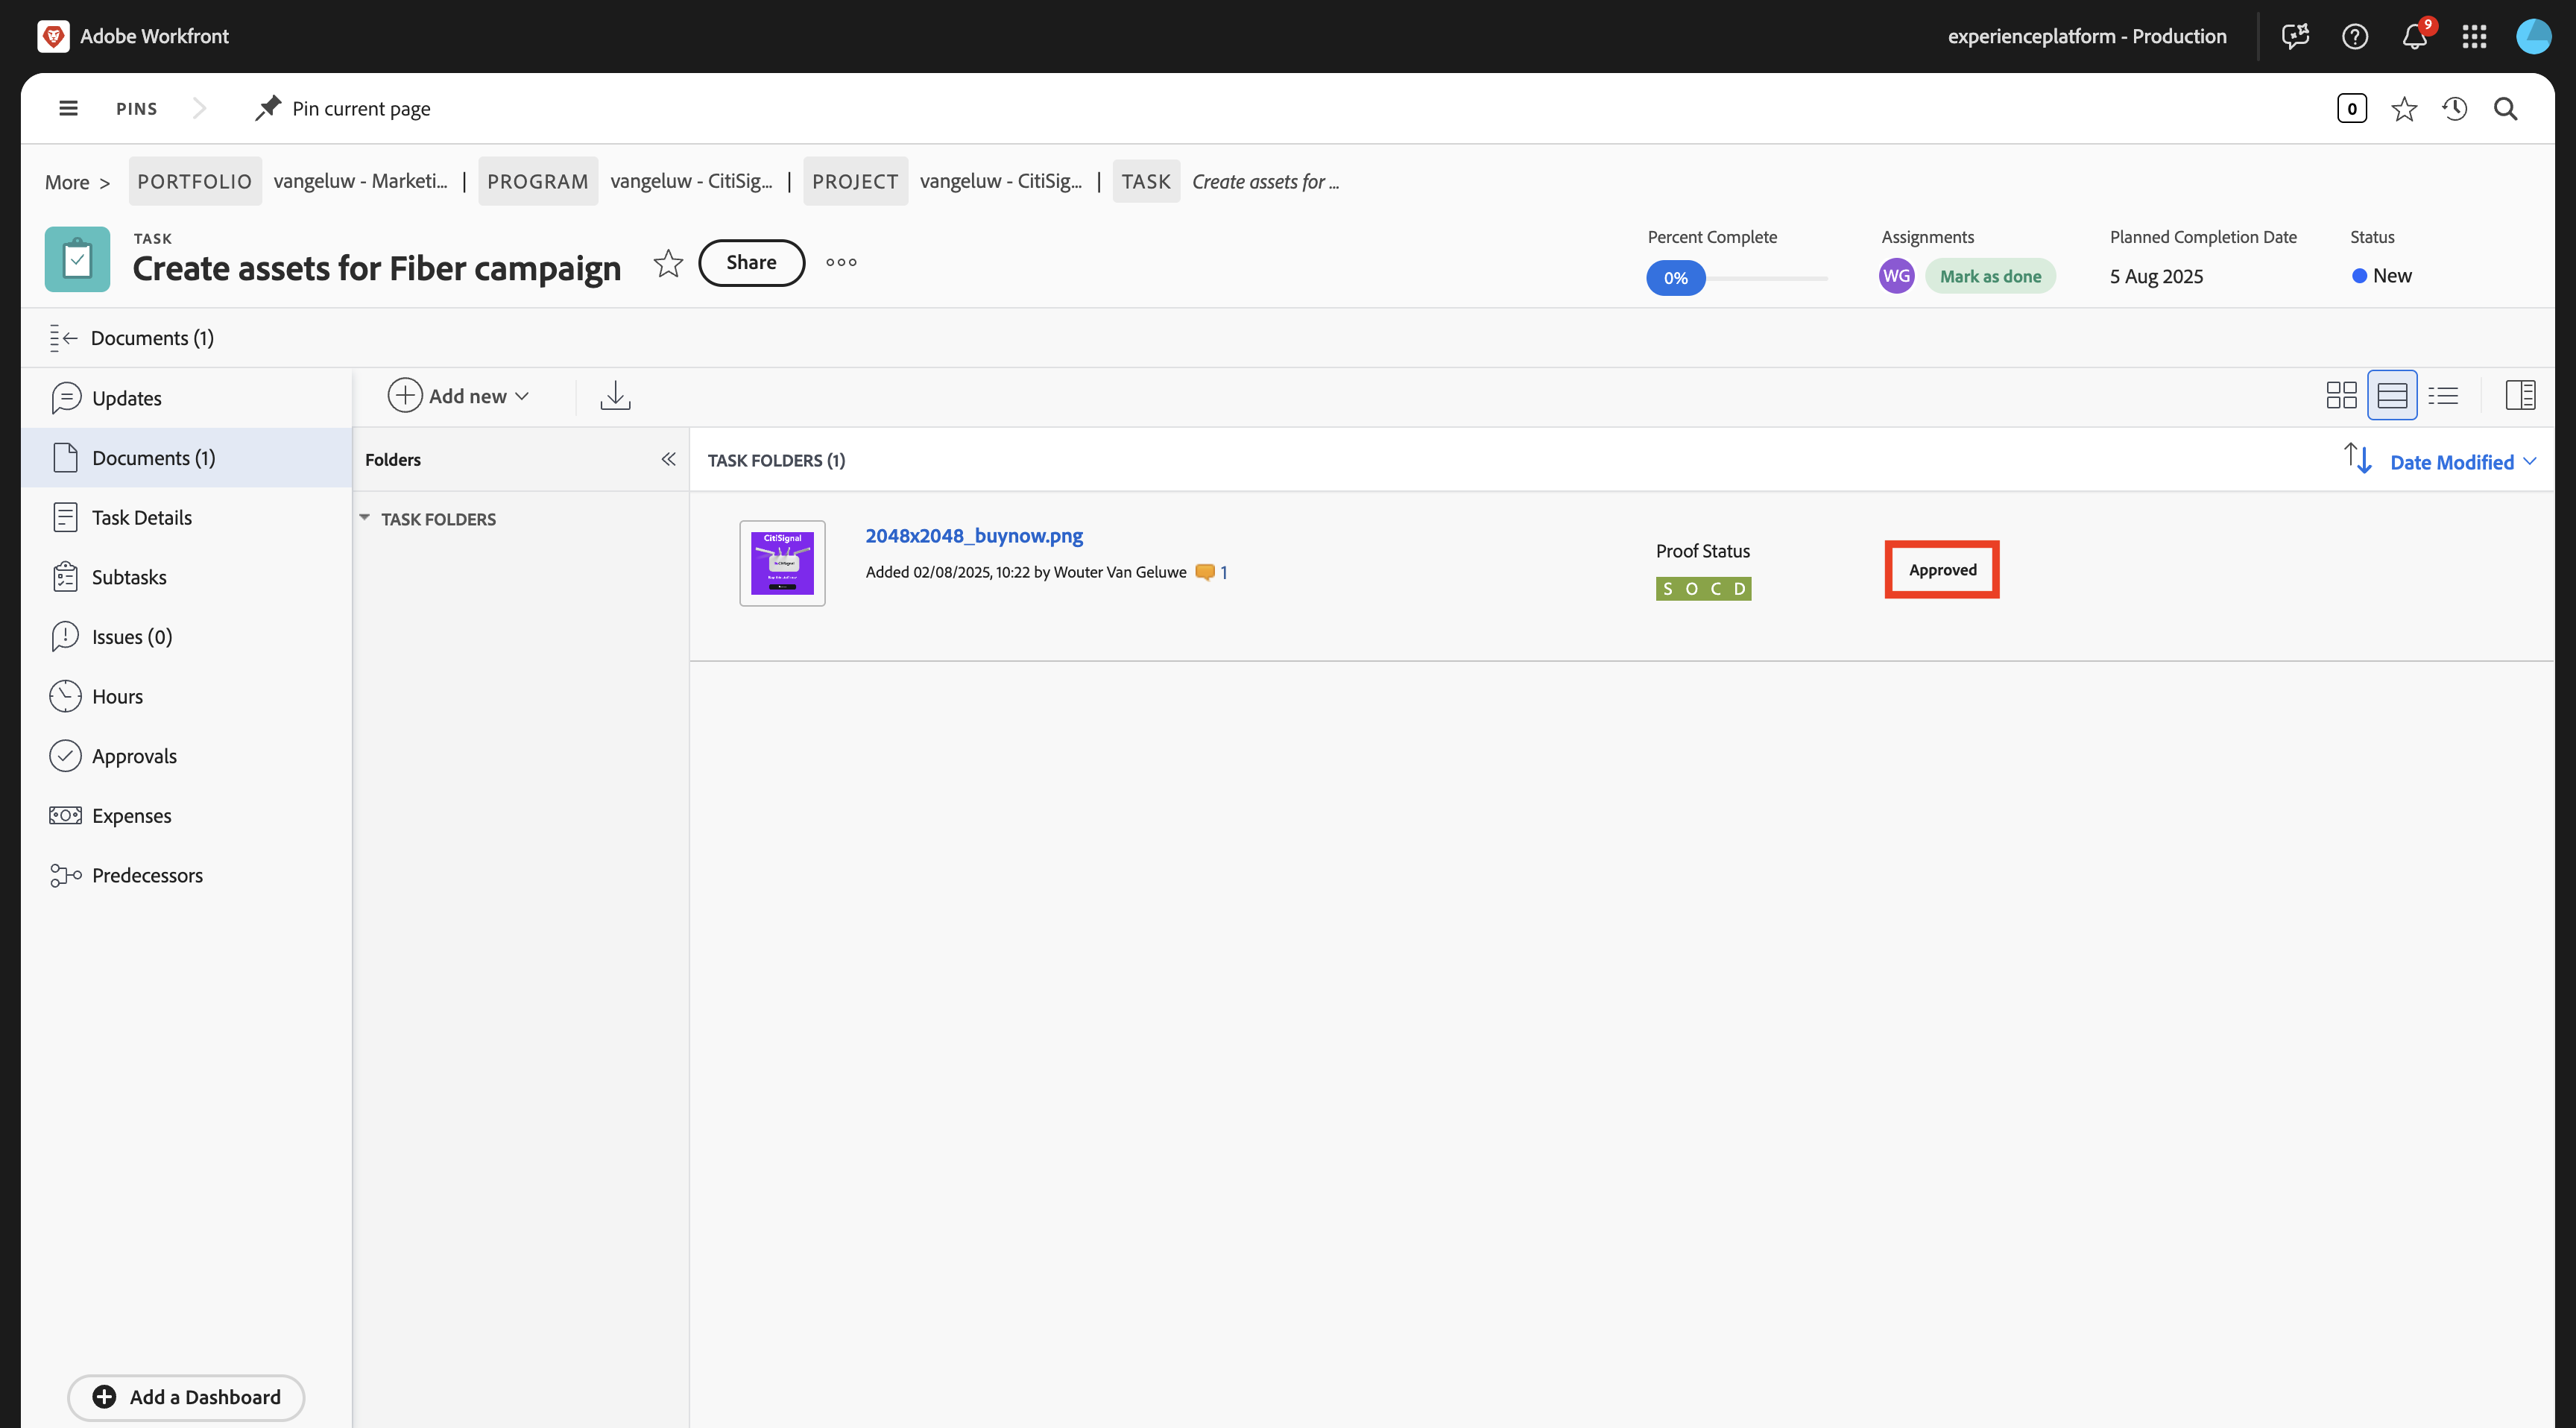 Adobe Workfront
experienceplatform - Production
9
PINS
Pin current page
0
More >
PORTFOLIO vangeluw - Marketi... | PROGRAM vangeluw - CitiSig... | PROJECT vangeluw - CitiSig... | TASK Create assets for ...
TASK
Create assets for Fiber campaign
Share
Percent Complete
0%
Assignments
WG
Mark as done
Planned Completion Date
5 Aug 2025
Status
New
Documents (1)
Updates
Documents (1)
Task Details
Subtasks
Issues (0)
Hours
Approvals
Expenses
Predecessors
Add a Dashboard
Add new
Folders
TASK FOLDERS
TASK FOLDERS (1)
Date Modified
CitiSignal
2048x2048_buynow.png
Added 02/08/2025, 10:22 by Wouter Van Geluwe 1
Proof Status
S O C D
Approved